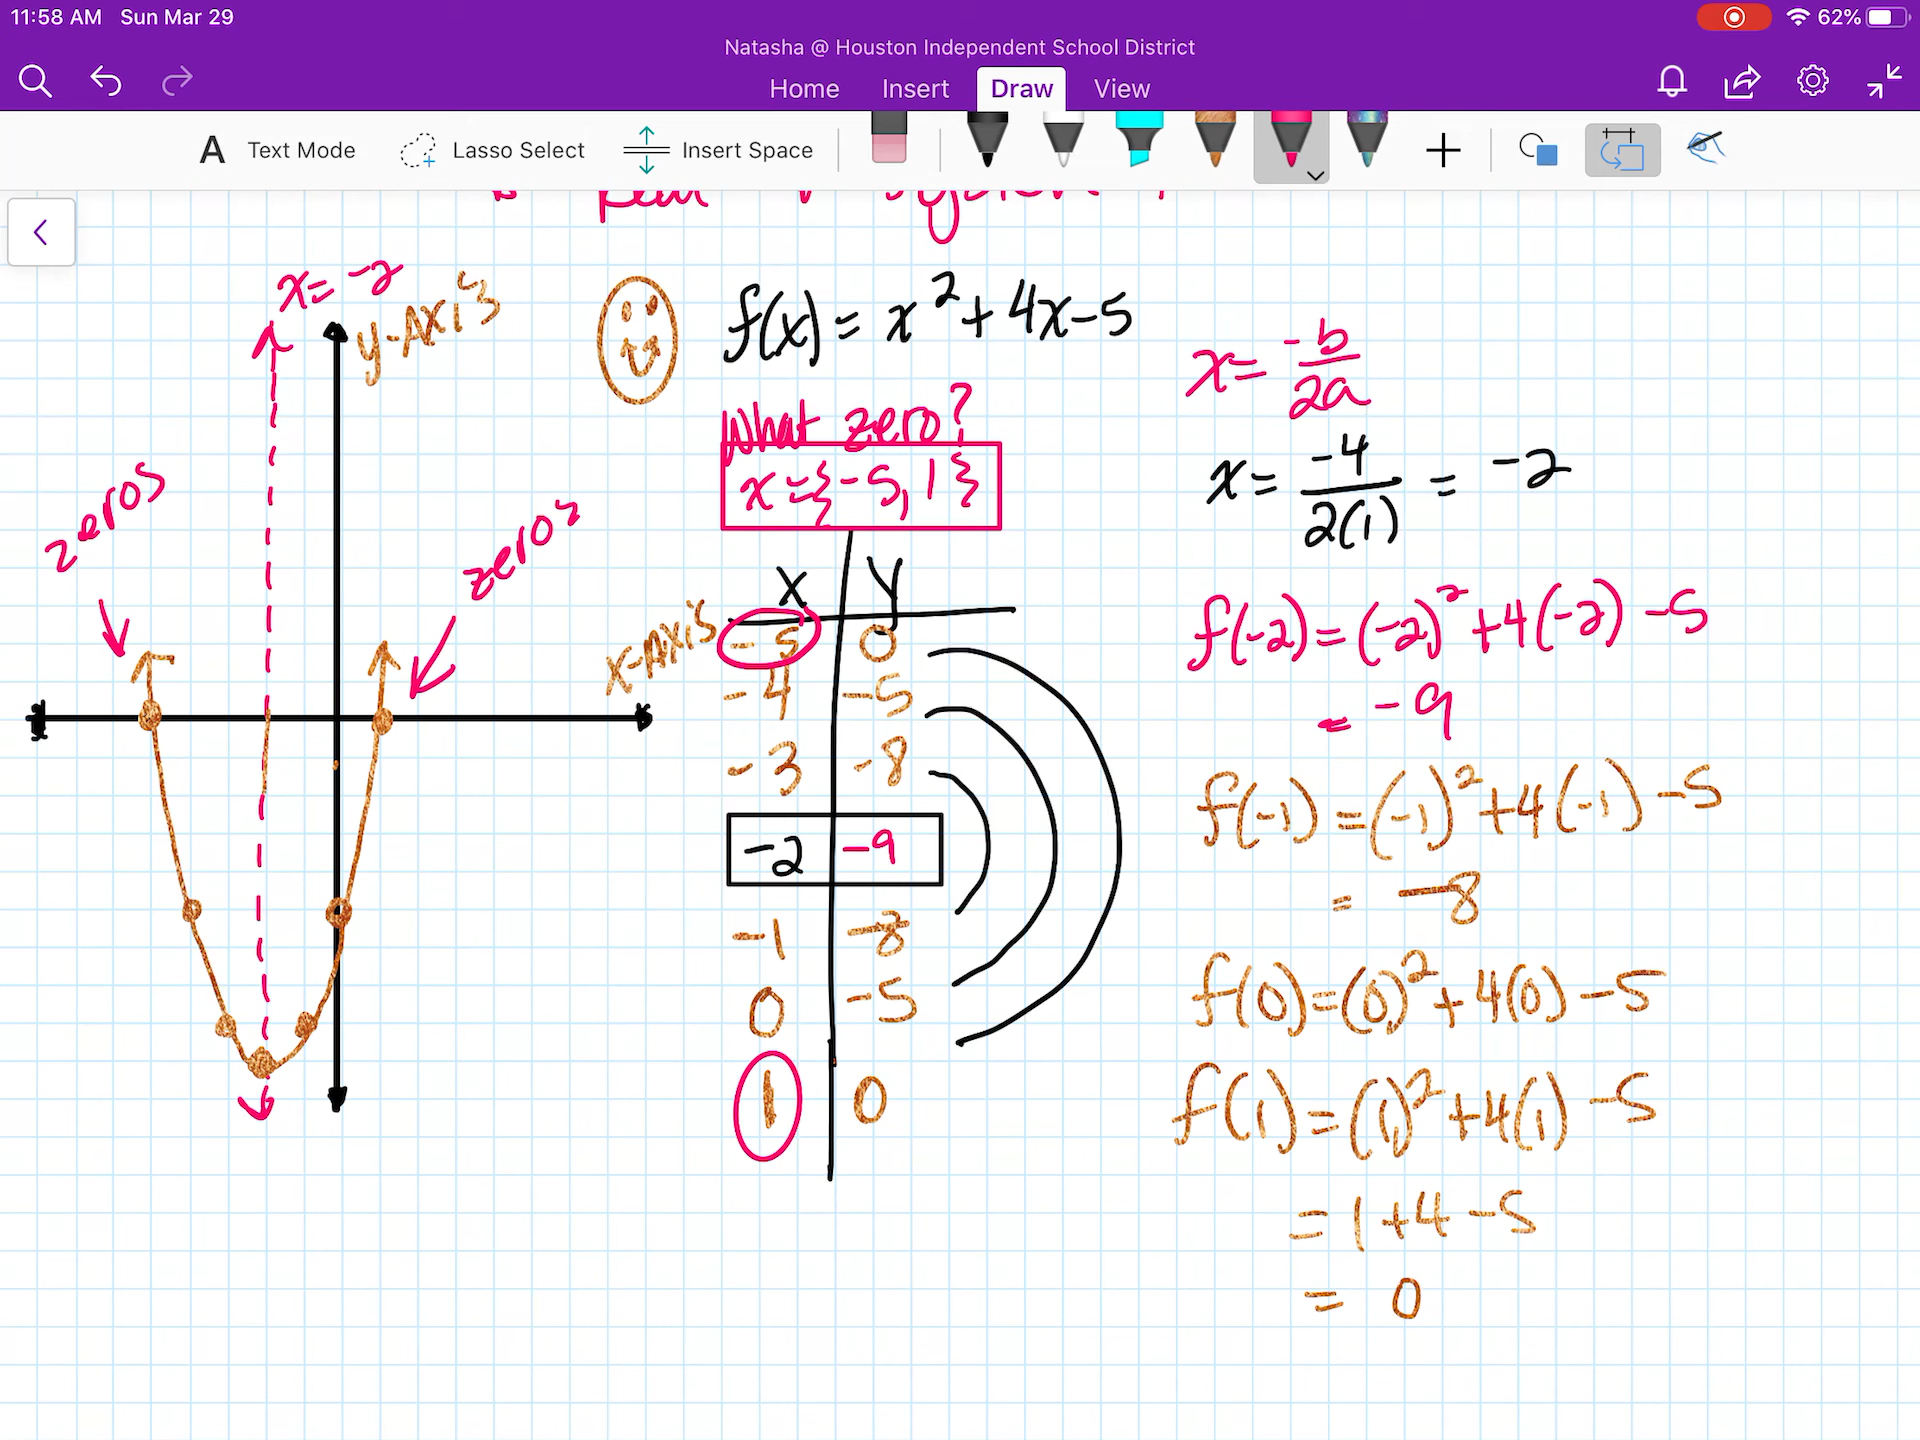 11:58 AM Sun Mar 29
62%
Natasha @ Houston Independent School District
Home Insert Draw View
A Text Mode Lasso Select Insert Space
x = -2
y-Axis
f(x) = x² + 4x - 5
What zero?
x = {-5, 1}
zeros
zeros
x-Axis
X Y
-5 0
-4 -5
-3 -8
-2 -9
-1 -8
0 -5
1 0
x = -b/2a
x = -4/2(1) = -2
f(-2) = (-2)² + 4(-2) - 5
= -9
f(-1) = (-1)² + 4(-1) - 5
= -8
f(0) = (0)² + 4(0) - 5
f(1) = (1)² + 4(1) - 5
= 1 + 4 - 5
= 0